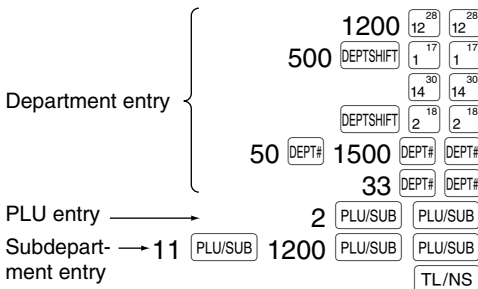 1200 12 28 12 28
500 DEPTSHIFT 1 17 1 17
14 30 14 30
Department entry
DEPTSHIFT 2 18 2 18
50 DEPT# 1500 DEPT# DEPT#
33 DEPT# DEPT#
PLU entry 2 PLU/SUB PLU/SUB
Subdepart- 11 PLU/SUB 1200 PLU/SUB PLU/SUB
ment entry
TL/NS